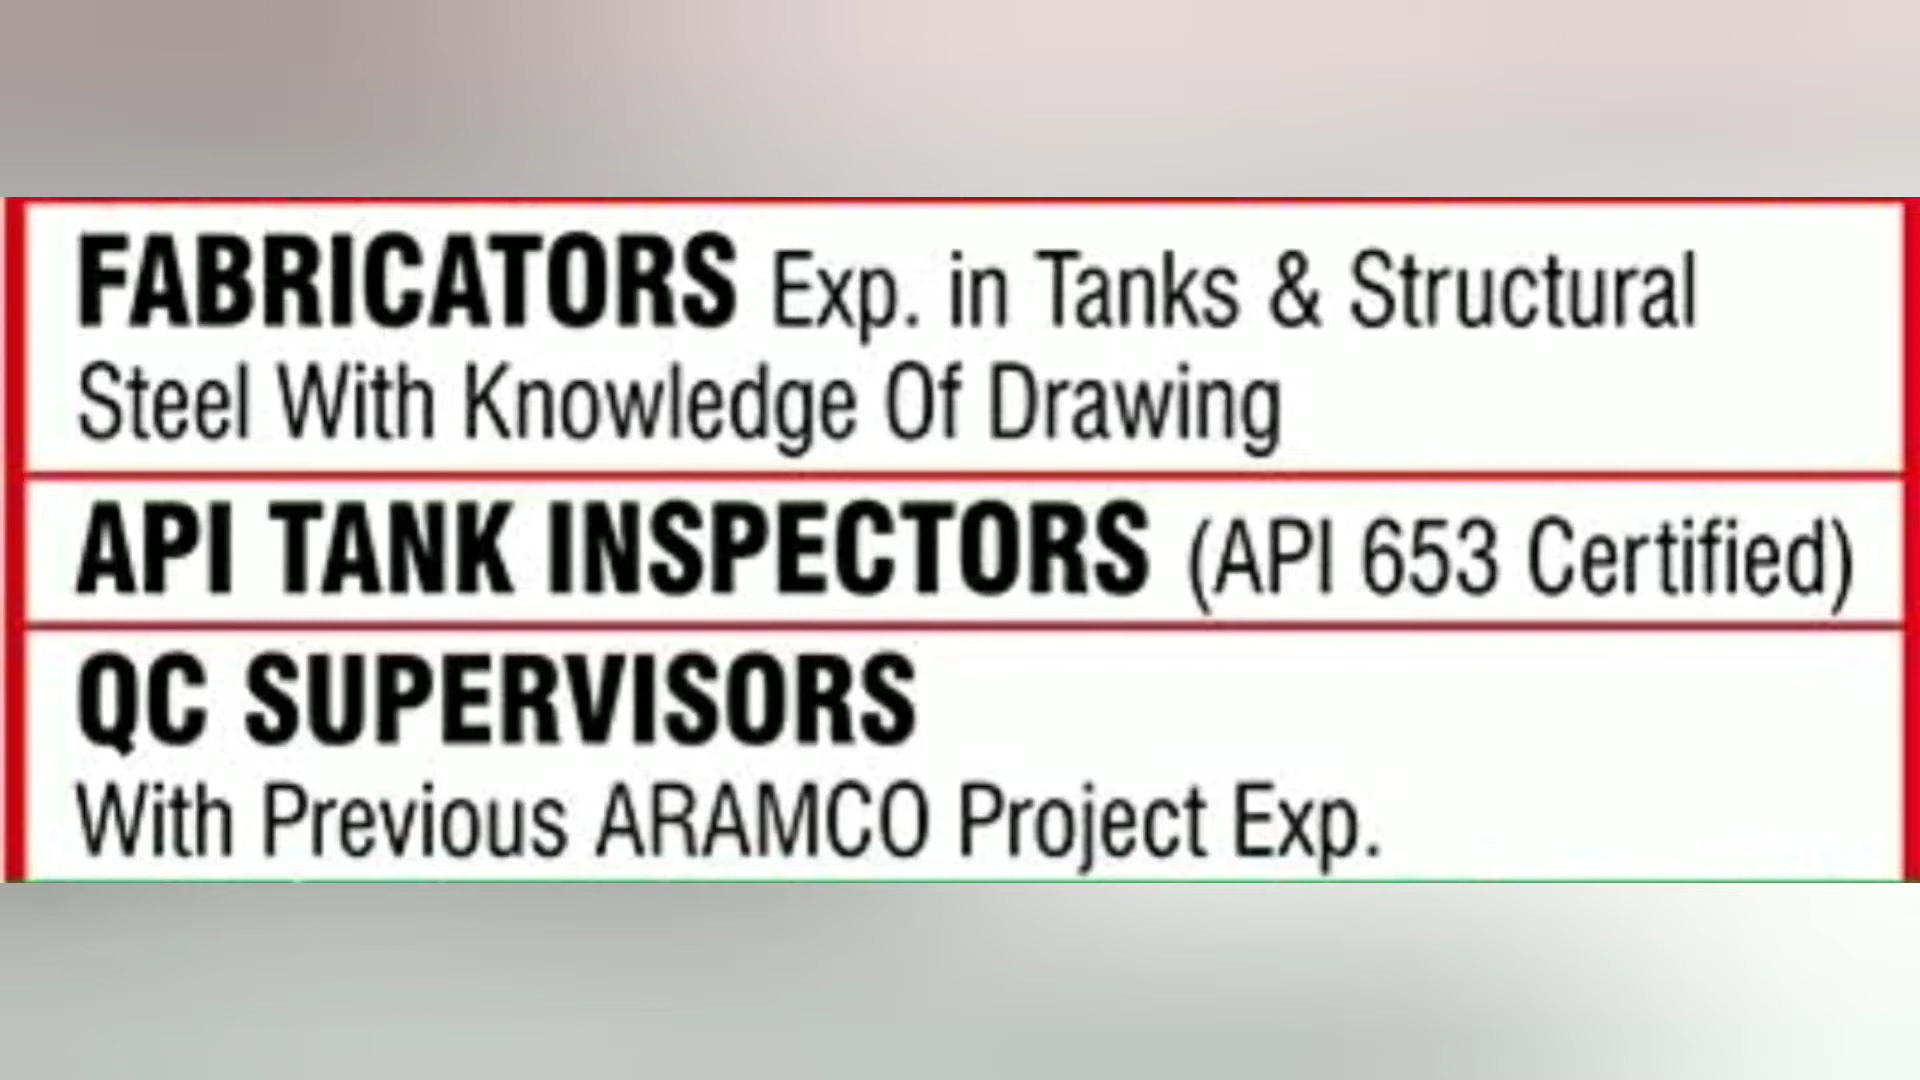 FABRICATORS Exp. in Tanks & Structural
Steel With Knowledge Of Drawing
API TANK INSPECTORS (API 653 Certified)
QC SUPERVISORS
With Previous ARAMCO Project Exp.